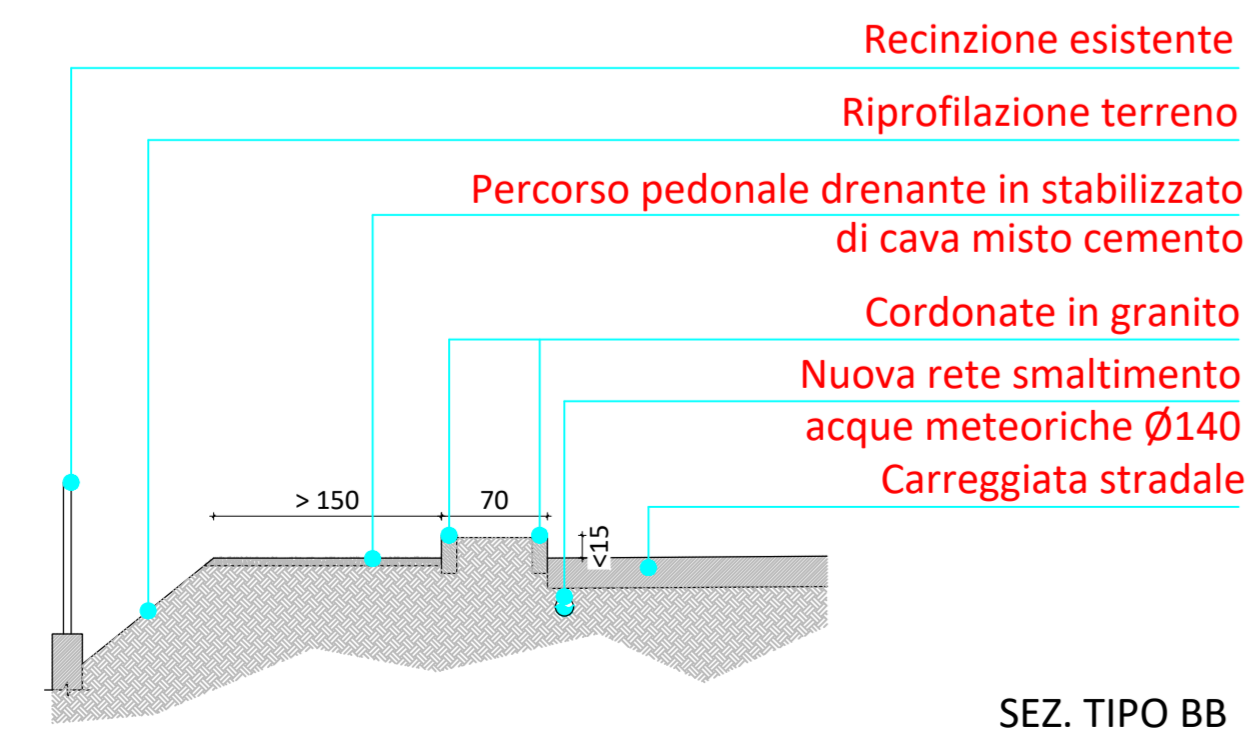 Recinzione esistente
Riprofilazione terreno
Percorso pedonale drenante in stabilizzato
di cava misto cemento
Cordonate in granito
Nuova rete smaltimento
acque meteoriche Ø140
Carreggiata stradale
> 150
70
<15
SEZ. TIPO BB